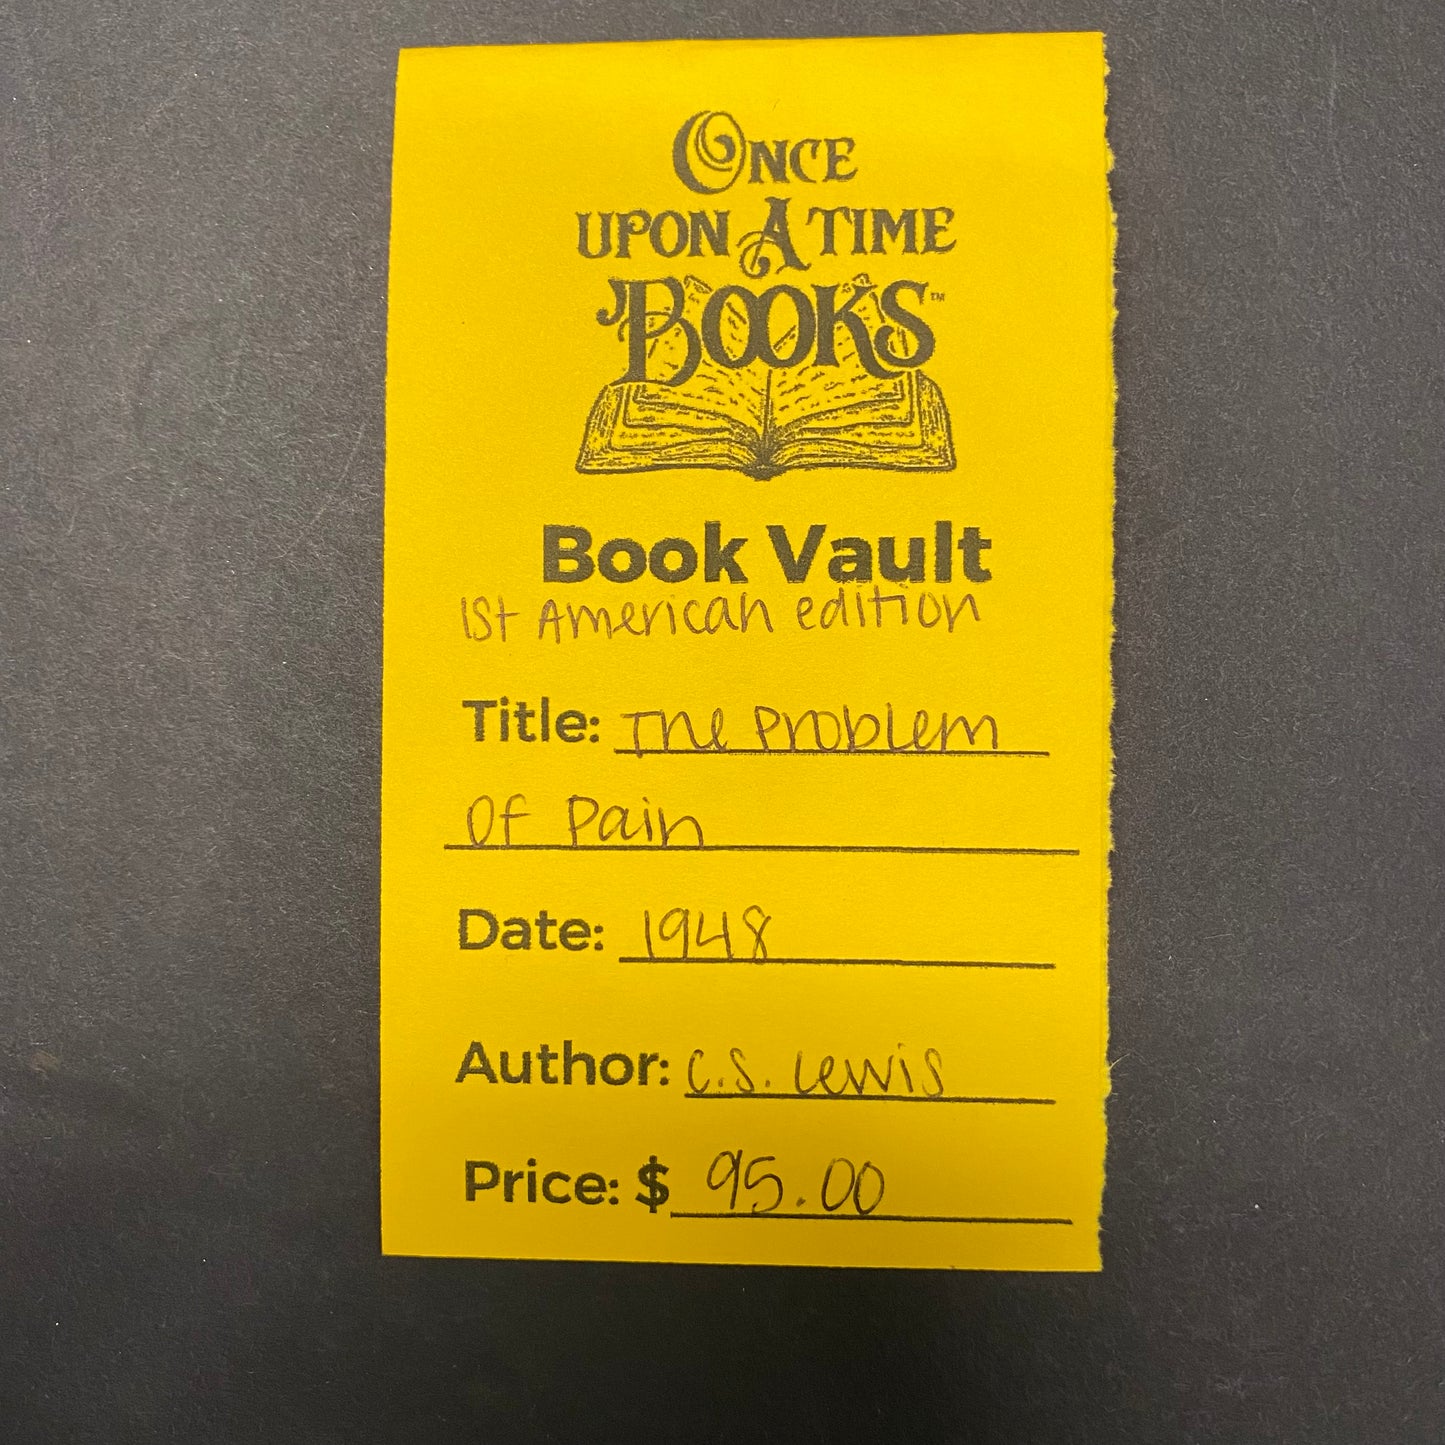 ONCE
UPON A TIME
BOOKS™
Book Vault
1st American edition
Title: The Problem
Of Pain
Date: 1948
Author: C.S. Lewis
Price: $ 95.00